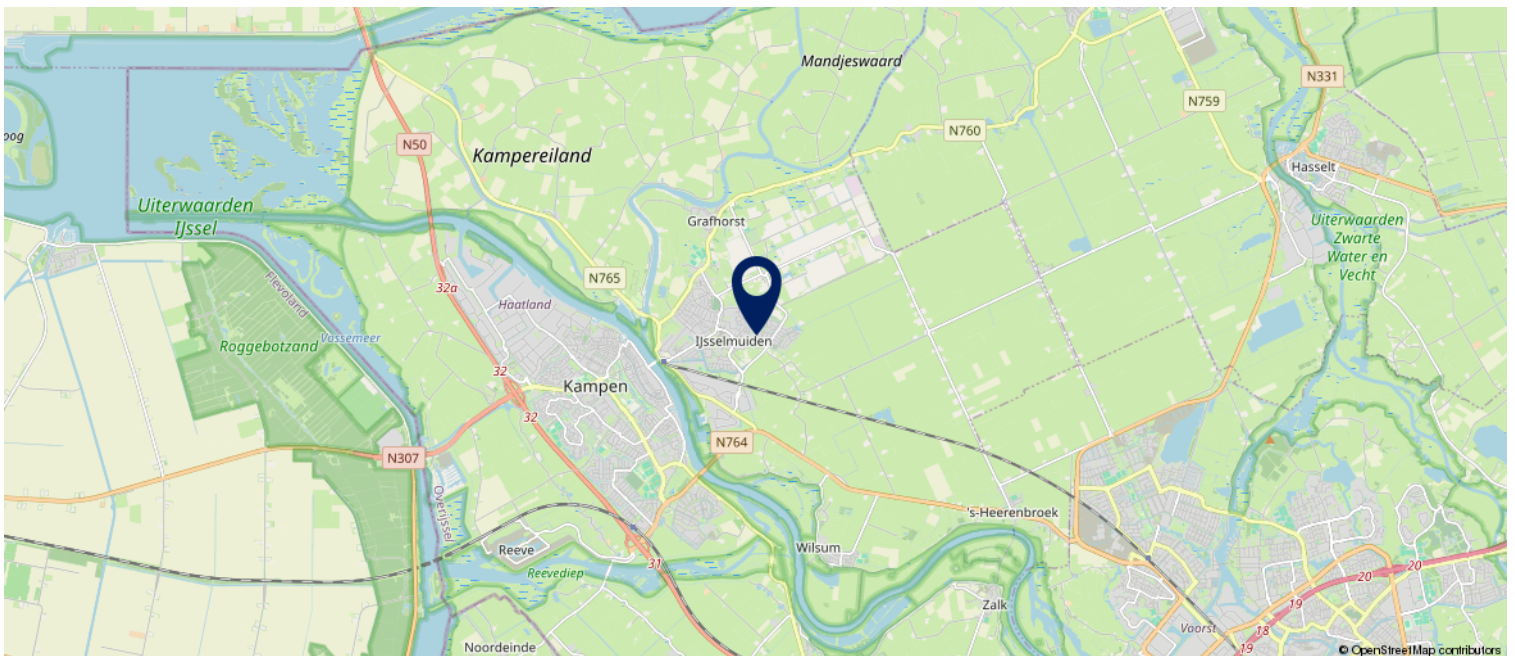 Mandjeswaard
N331
N759
oog
N50
N760
Kampereiland
Hasselt
Uiterwaarden
IJssel
Grafhorst
Uiterwaarden
Zwarte
Water en
Vecht
N765
Flevoland
32a
Haatland
Vossemeer
Roggebotzand
IJsselmuiden
32
Kampen
32
N764
N307
Overijssel
's-Heerenbroek
Reeve
Wilsum
Reevediep
31
20
20
19
Zalk
Voorst
18
19
Noordeinde
© OpenStreetMap contributors